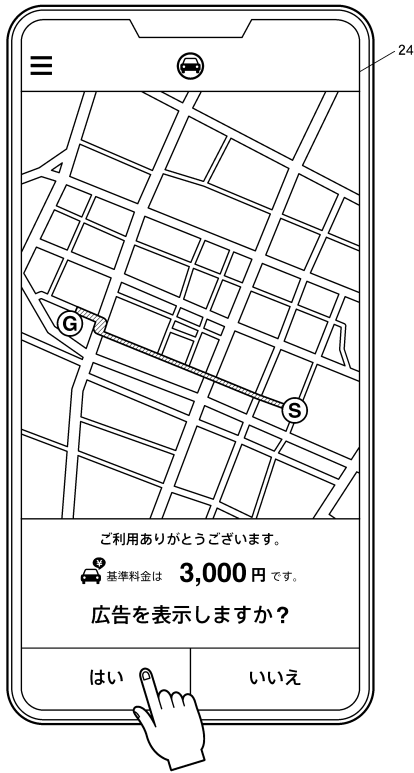 24
G
S
ご利用ありがとうございます。
¥
基準料金は 3,000 円 です。
広告を表示しますか？
はい いいえ